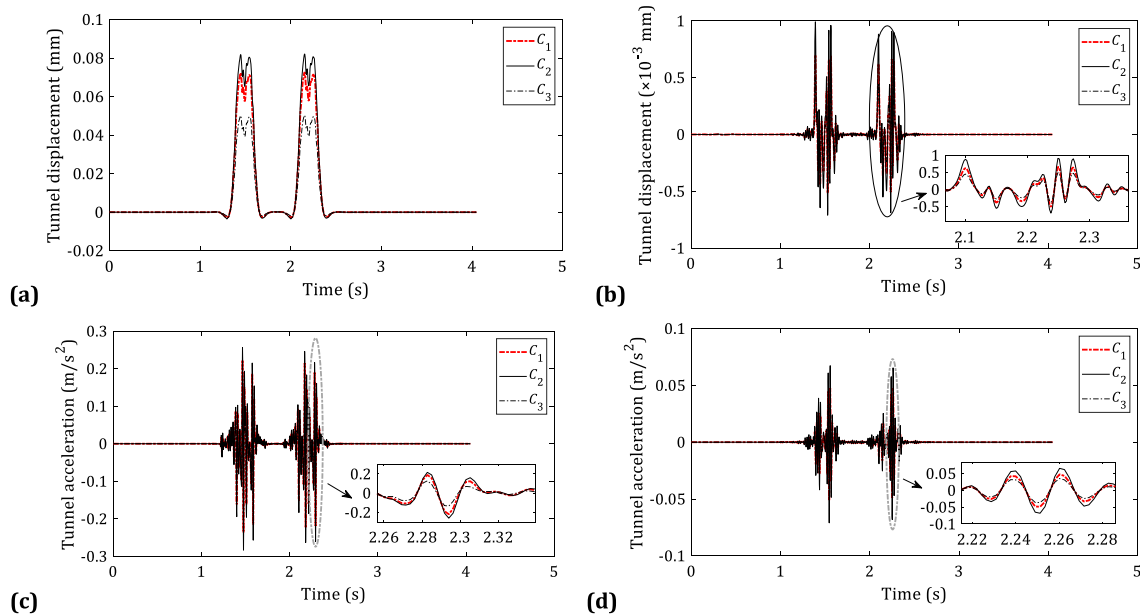 0.1
0.08
0.06
0.04
0.02
0
-0.02
Tunnel displacement (mm)
C1
C2
C3
0 1 2 3 4 5
Time (s)
(a)
1
0.5
0
-0.5
-1
Tunnel displacement (×10⁻³ mm)
C1
C2
C3
1
0.5
0
-0.5
2.1 2.2 2.3
0 1 2 3 4 5
Time (s)
(b)
0.3
0.2
0.1
0
-0.1
-0.2
-0.3
Tunnel acceleration (m/s²)
C1
C2
C3
0.2
0
-0.2
2.26 2.28 2.3 2.32
0 1 2 3 4 5
Time (s)
(c)
0.1
0.05
0
-0.05
-0.1
Tunnel acceleration (m/s²)
C1
C2
C3
0.05
0
-0.05
-0.1
2.22 2.24 2.26 2.28
0 1 2 3 4 5
Time (s)
(d)